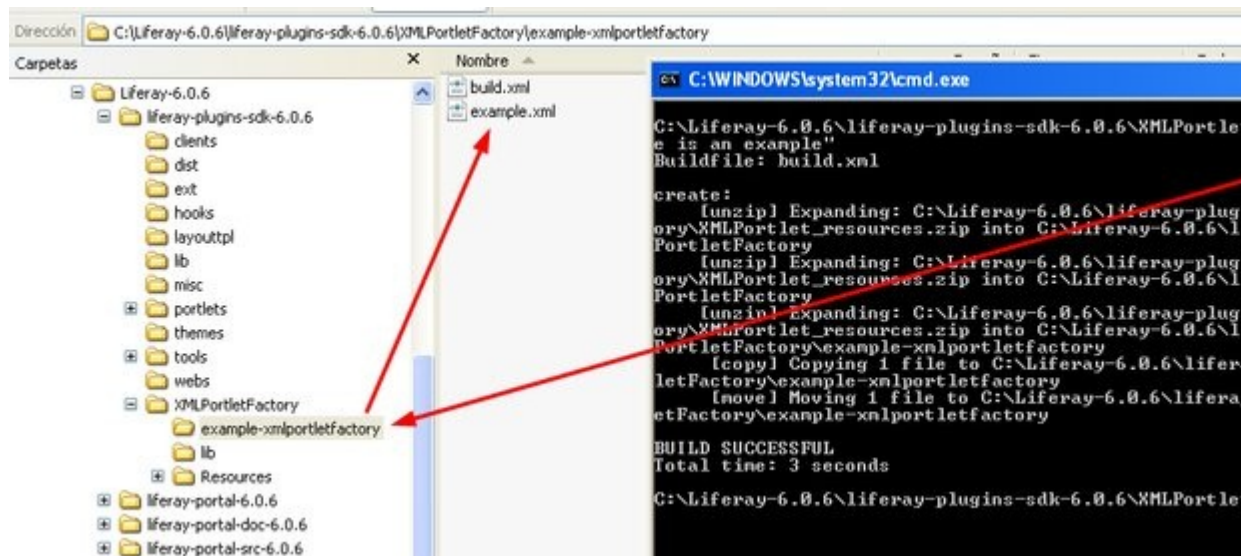 Dirección C:\Liferay-6.0.6\liferay-plugins-sdk-6.0.6\XMLPortletFactory\example-xmlportletfactory
Carpetas
Liferay-6.0.6
liferay-plugins-sdk-6.0.6
clients
dist
ext
hooks
layouttpl
lib
misc
portlets
themes
tools
webs
XMLPortletFactory
example-xmlportletfactory
lib
Resources
liferay-portal-6.0.6
liferay-portal-doc-6.0.6
liferay-portal-src-6.0.6
Nombre
build.xml
example.xml
C:\WINDOWS\system32\cmd.exe
C:\Liferay-6.0.6\liferay-plugins-sdk-6.0.6\XMLPortle
e is an example"
Buildfile: build.xml
create:
[unzip] Expanding: C:\Liferay-6.0.6\liferay-plug
ory\XMLPortlet_resources.zip into C:\Liferay-6.0.6\l
PortletFactory
[unzip] Expanding: C:\Liferay-6.0.6\liferay-plug
ory\XMLPortlet_resources.zip into C:\Liferay-6.0.6\l
PortletFactory
[unzip] Expanding: C:\Liferay-6.0.6\liferay-plug
ory\XMLPortlet_resources.zip into C:\Liferay-6.0.6\l
PortletFactory\example-xmlportletfactory
[copy] Copying 1 file to C:\Liferay-6.0.6\lifer
letFactory\example-xmlportletfactory
[move] Moving 1 file to C:\Liferay-6.0.6\lifera
etFactory\example-xmlportletfactory
BUILD SUCCESSFUL
Total time: 3 seconds
C:\Liferay-6.0.6\liferay-plugins-sdk-6.0.6\XMLPortle